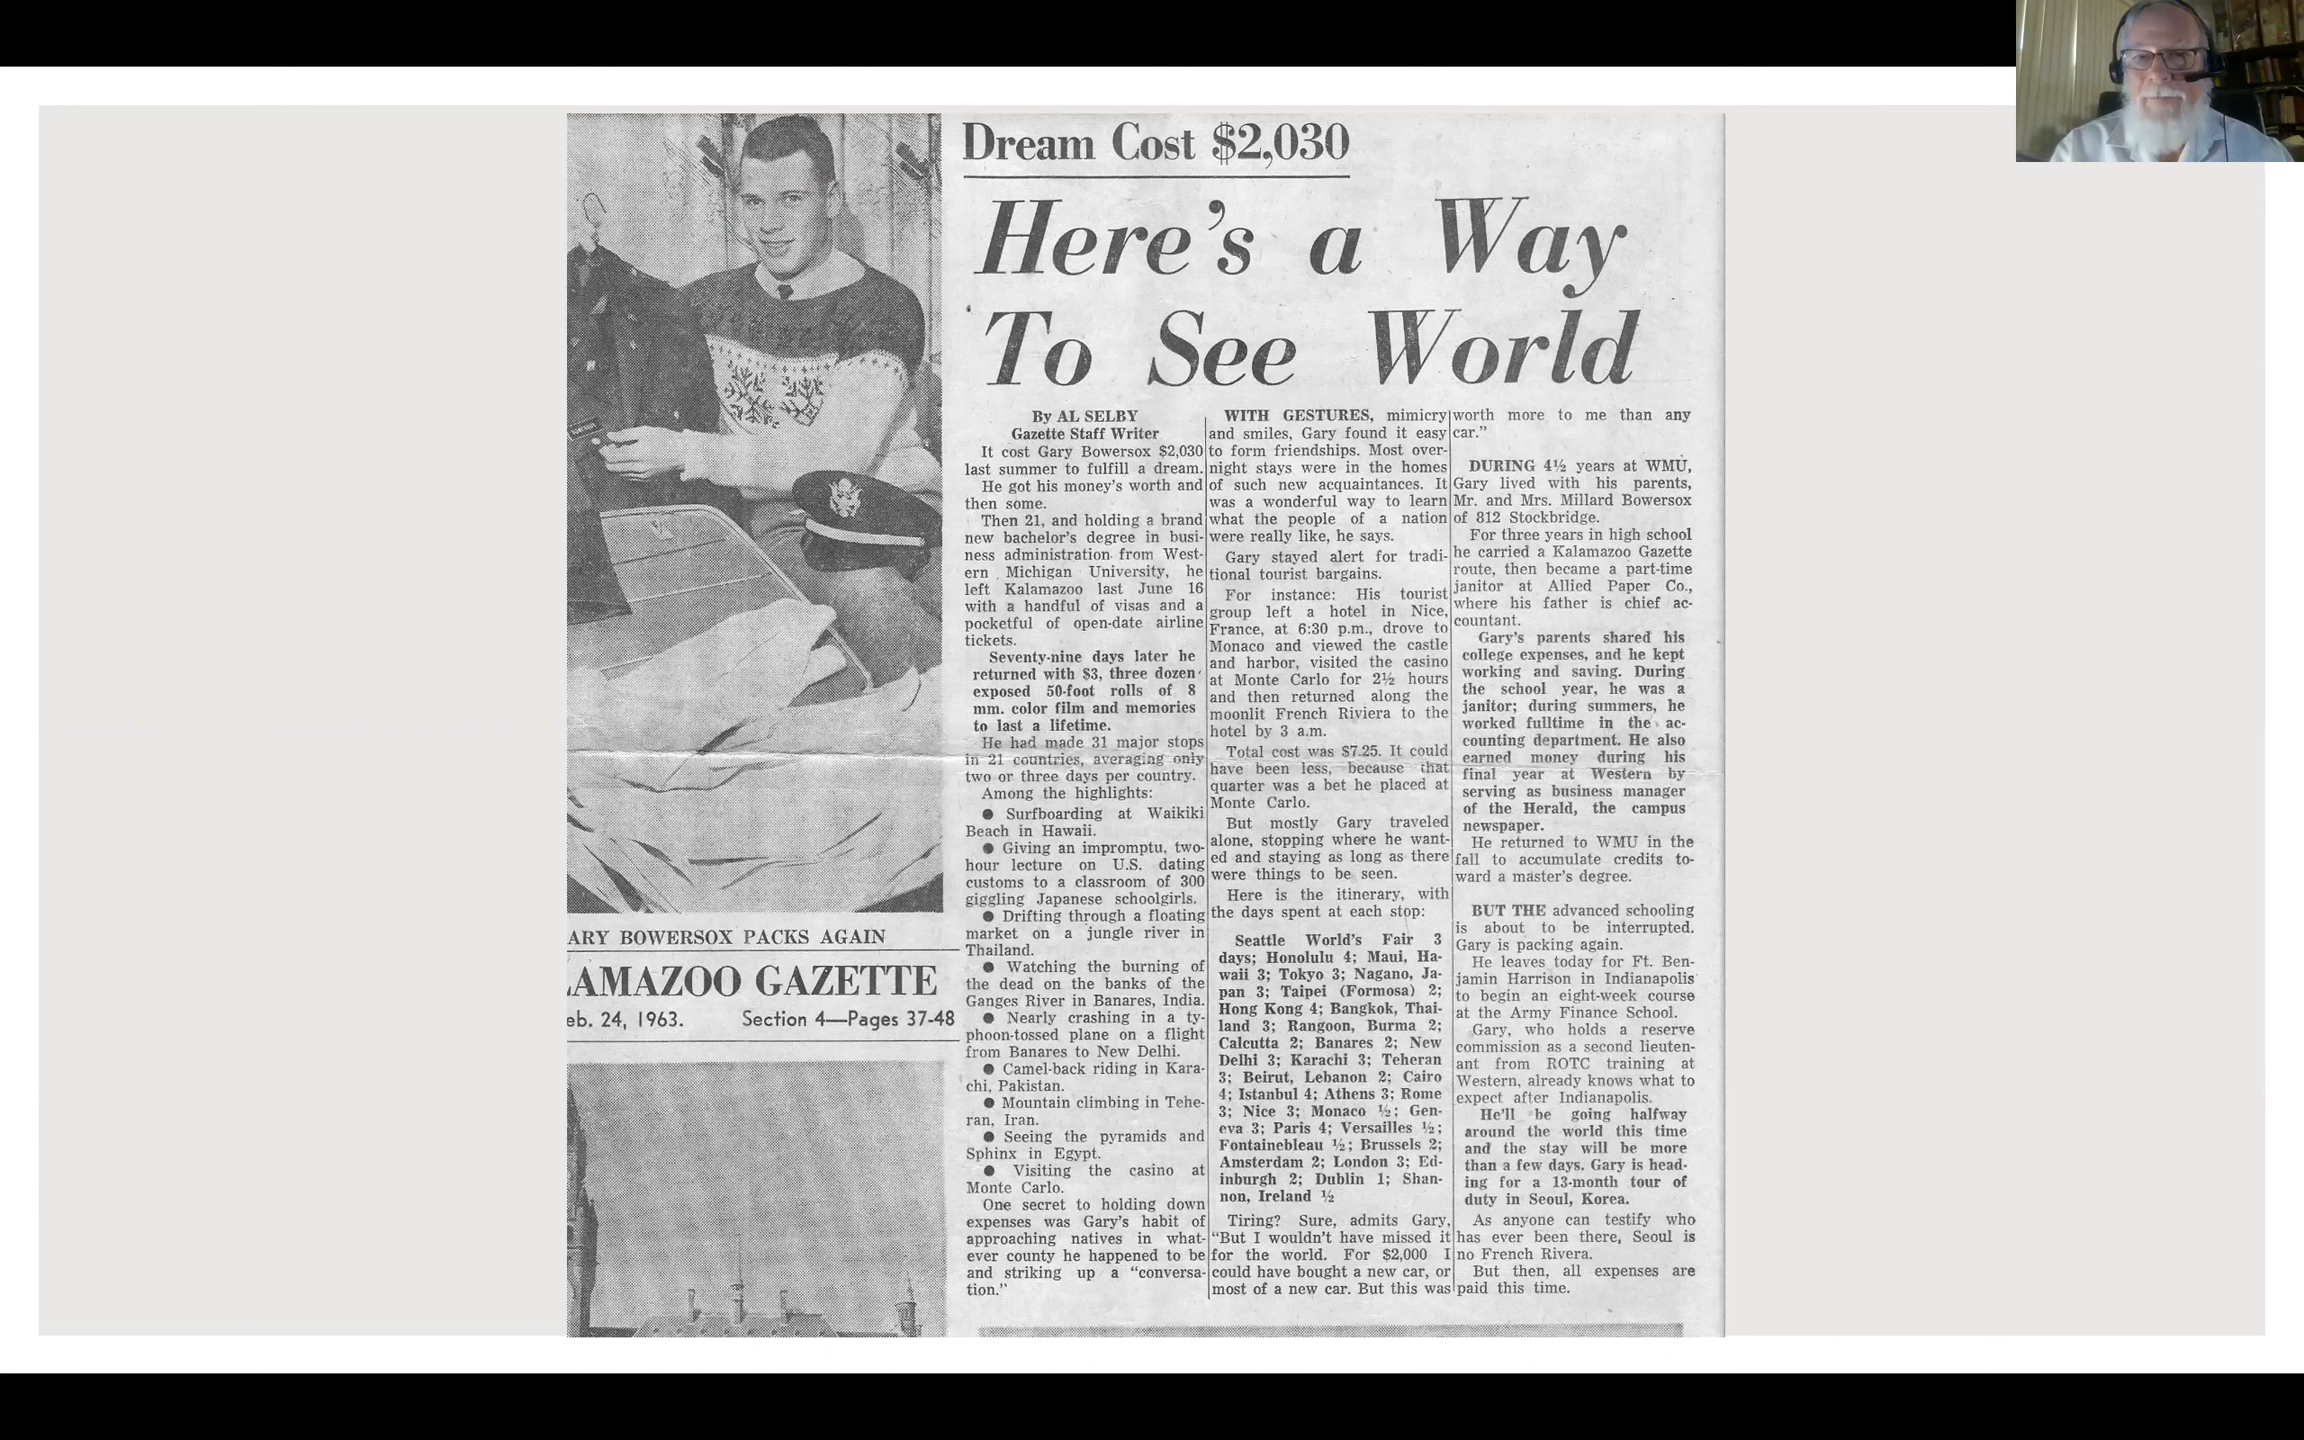 Dream Cost $2,030
Here's a Way
To See World
By AL SELBY
Gazette Staff Writer
It cost Gary Bowersox $2,030
last summer to fulfill a dream.
He got his money's worth and
then some.
Then 21, and holding a brand
new bachelor's degree in busi-
ness administration from West-
ern Michigan University, he
left Kalamazoo last June 16
with a handful of visas and a
pocketful of open-date airline
tickets.
Seventy-nine days later he
returned with $3, three dozen
exposed 50-foot rolls of 8
mm. color film and memories
to last a lifetime.
He had made 31 major stops
in 21 countries, averaging only
two or three days per country.
Among the highlights:
● Surfboarding at Waikiki
Beach in Hawaii.
● Giving an impromptu, two-
hour lecture on U.S. dating
customs to a classroom of 300
giggling Japanese schoolgirls.
● Drifting through a floating
market on a jungle river in
Thailand.
● Watching the burning of
the dead on the banks of the
Ganges River in Banares, India.
● Nearly crashing in a ty-
phoon-tossed plane on a flight
from Banares to New Delhi.
● Camel-back riding in Kara-
chi, Pakistan.
● Mountain climbing in Tehe-
ran, Iran.
● Seeing the pyramids and
Sphinx in Egypt.
● Visiting the casino at
Monte Carlo.
One secret to holding down
expenses was Gary's habit of
approaching natives in what-
ever county he happened to be
and striking up a "conversa-
tion."
WITH GESTURES, mimicry
and smiles, Gary found it easy
to form friendships. Most over-
night stays were in the homes
of such new acquaintances. It
was a wonderful way to learn
what the people of a nation
were really like, he says.
Gary stayed alert for tradi-
tional tourist bargains.
For instance: His tourist
group left a hotel in Nice,
France, at 6:30 p.m., drove to
Monaco and viewed the castle
and harbor, visited the casino
at Monte Carlo for 2½ hours
and then returned along the
moonlit French Riviera to the
hotel by 3 a.m.
Total cost was $7.25. It could
have been less, because that
quarter was a bet he placed at
Monte Carlo.
But mostly Gary traveled
alone, stopping where he want-
ed and staying as long as there
were things to be seen.
Here is the itinerary, with
the days spent at each stop:
Seattle World's Fair 3
days; Honolulu 4; Maui, Ha-
waii 3; Tokyo 3; Nagano, Ja-
pan 3; Taipei (Formosa) 2;
Hong Kong 4; Bangkok, Thai-
land 3; Rangoon, Burma 2;
Calcutta 2; Banares 2; New
Delhi 3; Karachi 3; Teheran
3; Beirut, Lebanon 2; Cairo
4; Istanbul 4; Athens 3; Rome
3; Nice 3; Monaco ½; Gen-
eva 3; Paris 4; Versailles ½;
Fontainebleau ½; Brussels 2;
Amsterdam 2; London 3; Ed-
inburgh 2; Dublin 1; Shan-
non, Ireland ½
Tiring? Sure, admits Gary,
"But I wouldn't have missed it
for the world. For $2,000 I
could have bought a new car, or
most of a new car. But this was
worth more to me than any
car."
DURING 4½ years at WMU,
Gary lived with his parents,
Mr. and Mrs. Millard Bowersox
of 812 Stockbridge.
For three years in high school
he carried a Kalamazoo Gazette
route, then became a part-time
janitor at Allied Paper Co.,
where his father is chief ac-
countant.
Gary's parents shared his
college expenses, and he kept
working and saving. During
the school year, he was a
janitor; during summers, he
worked fulltime in the ac-
counting department. He also
earned money during his
final year at Western by
serving as business manager
of the Herald, the campus
newspaper.
He returned to WMU in the
fall to accumulate credits to-
ward a master's degree.
BUT THE advanced schooling
is about to be interrupted.
Gary is packing again.
He leaves today for Ft. Ben-
jamin Harrison in Indianapolis
to begin an eight-week course
at the Army Finance School.
Gary, who holds a reserve
commission as a second lieuten-
ant from ROTC training at
Western, already knows what to
expect after Indianapolis.
He'll be going halfway
around the world this time
and the stay will be more
than a few days. Gary is head-
ing for a 13-month tour of
duty in Seoul, Korea.
As anyone can testify who
has ever been there, Seoul is
no French Rivera.
But then, all expenses are
paid this time.
ARY BOWERSOX PACKS AGAIN
LAMAZOO GAZETTE
eb. 24, 1963. Section 4—Pages 37-48